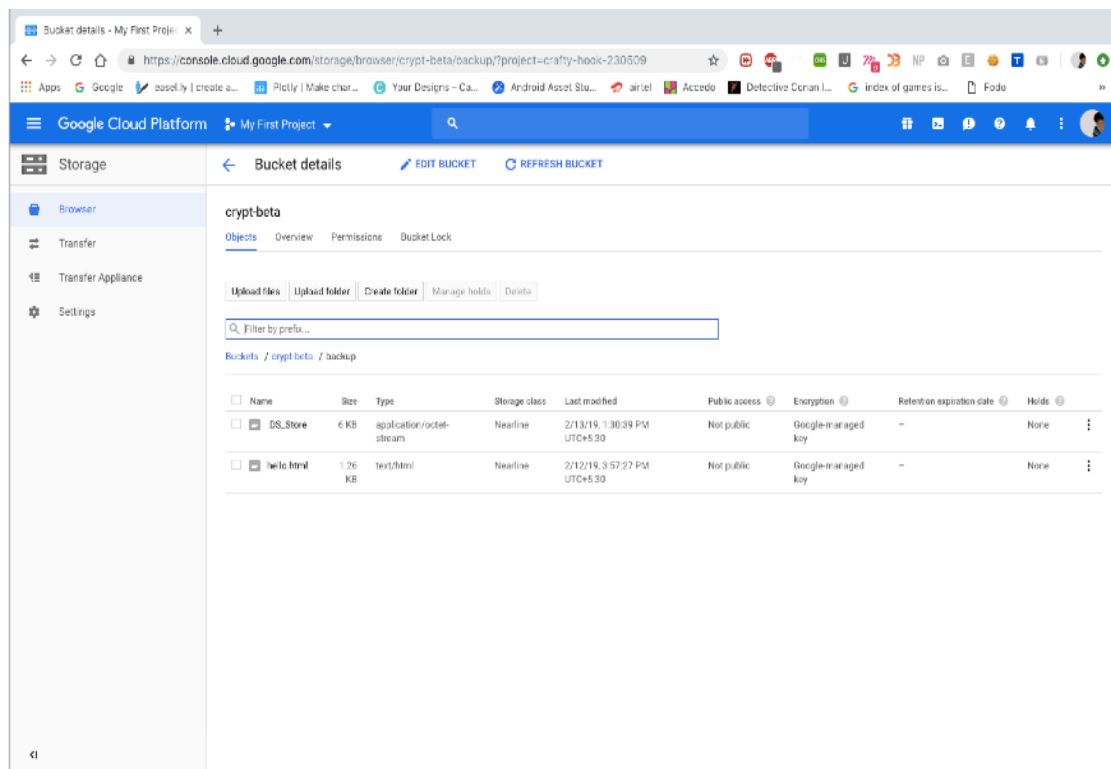 Bucket details - My First Projec × +
https://console.cloud.google.com/storage/browser/crypt-beta/backup/?project=crafty-hook-230509
Apps Google easel.ly | create a... Plotly | Make char... Your Designs – Ca... Android Asset Stu... airtel Accedo Detective Conan I... index of games is... Fodo »
Google Cloud Platform My First Project
Storage Bucket details EDIT BUCKET REFRESH BUCKET
Browser
Transfer
Transfer Appliance
Settings
crypt-beta
Objects Overview Permissions Bucket Lock
Upload files Upload folder Create folder Manage holds Delete
Filter by prefix...
Buckets / crypt-beta / backup
Name Size Type Storage class Last modified Public access Encryption Retention expiration date Holds
.DS_Store 6 KB application/octet- Nearline 2/13/19, 1:30:39 PM Not public Google-managed – None
stream UTC+5:30 key
hello.html 1.26 text/html Nearline 2/12/19, 3:57:27 PM Not public Google-managed – None
KB UTC+5:30 key